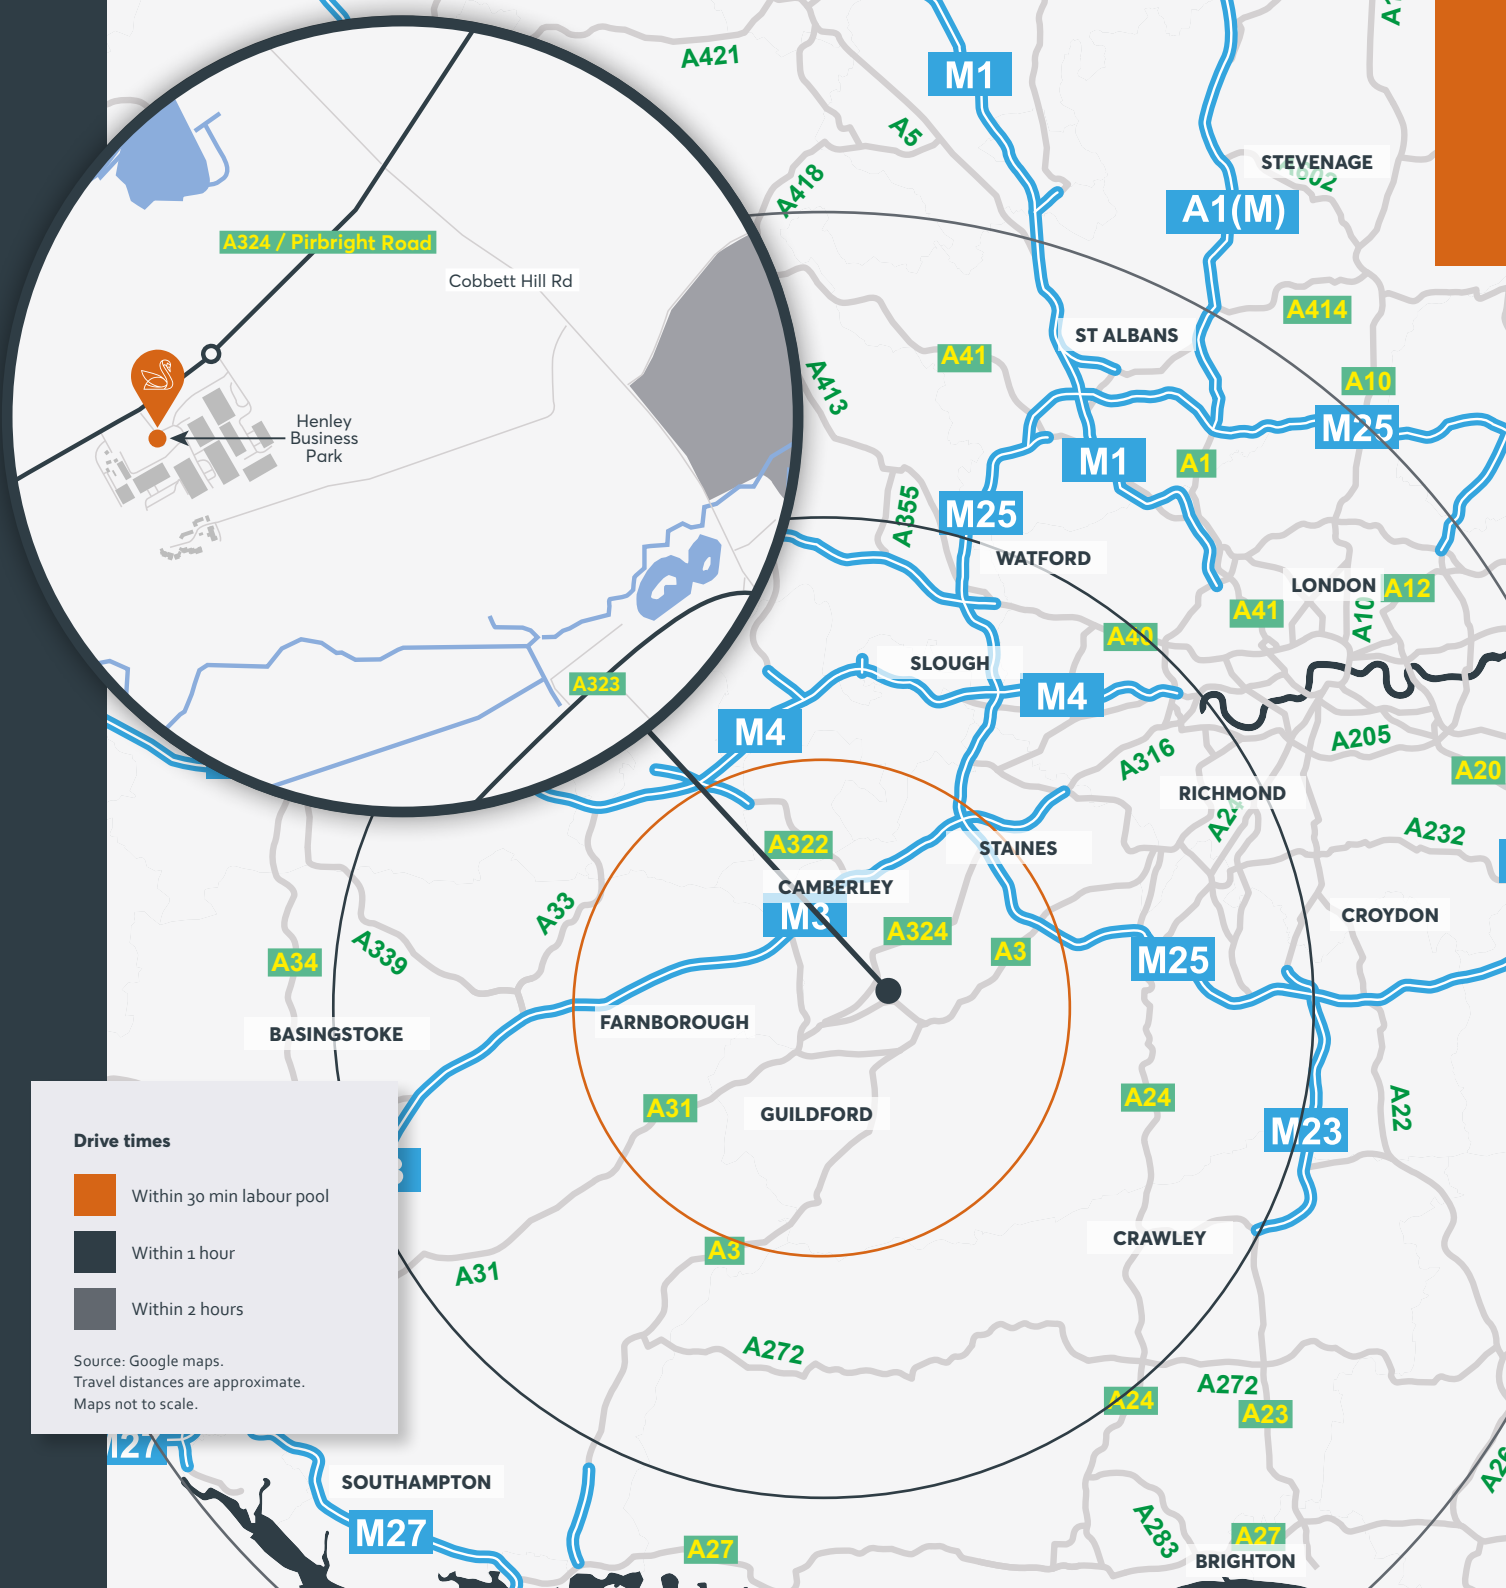 A421
M1
A5
A418
STEVENAGE
A602
A1(M)
A324 / Pirbright Road
Cobbett Hill Rd
A414
ST ALBANS
A41
A10
A413
M25
Henley
Business
Park
M1
A1
M25
A355
WATFORD
LONDON
A12
A41
A10
A40
SLOUGH
A323
M4
M4
A205
A316
A20
RICHMOND
A24
A232
A322
STAINES
CAMBERLEY
M3
A33
A324
CROYDON
A339
A34
A3
M25
FARNBOROUGH
BASINGSTOKE
A31
GUILDFORD
A24
A22
M23
Drive times
Within 30 min labour pool
Within 1 hour
Within 2 hours
Source: Google maps.
Travel distances are approximate.
Maps not to scale.
CRAWLEY
A3
A31
A272
A272
A24
A23
M27
SOUTHAMPTON
M27
A283
A27
A27
BRIGHTON